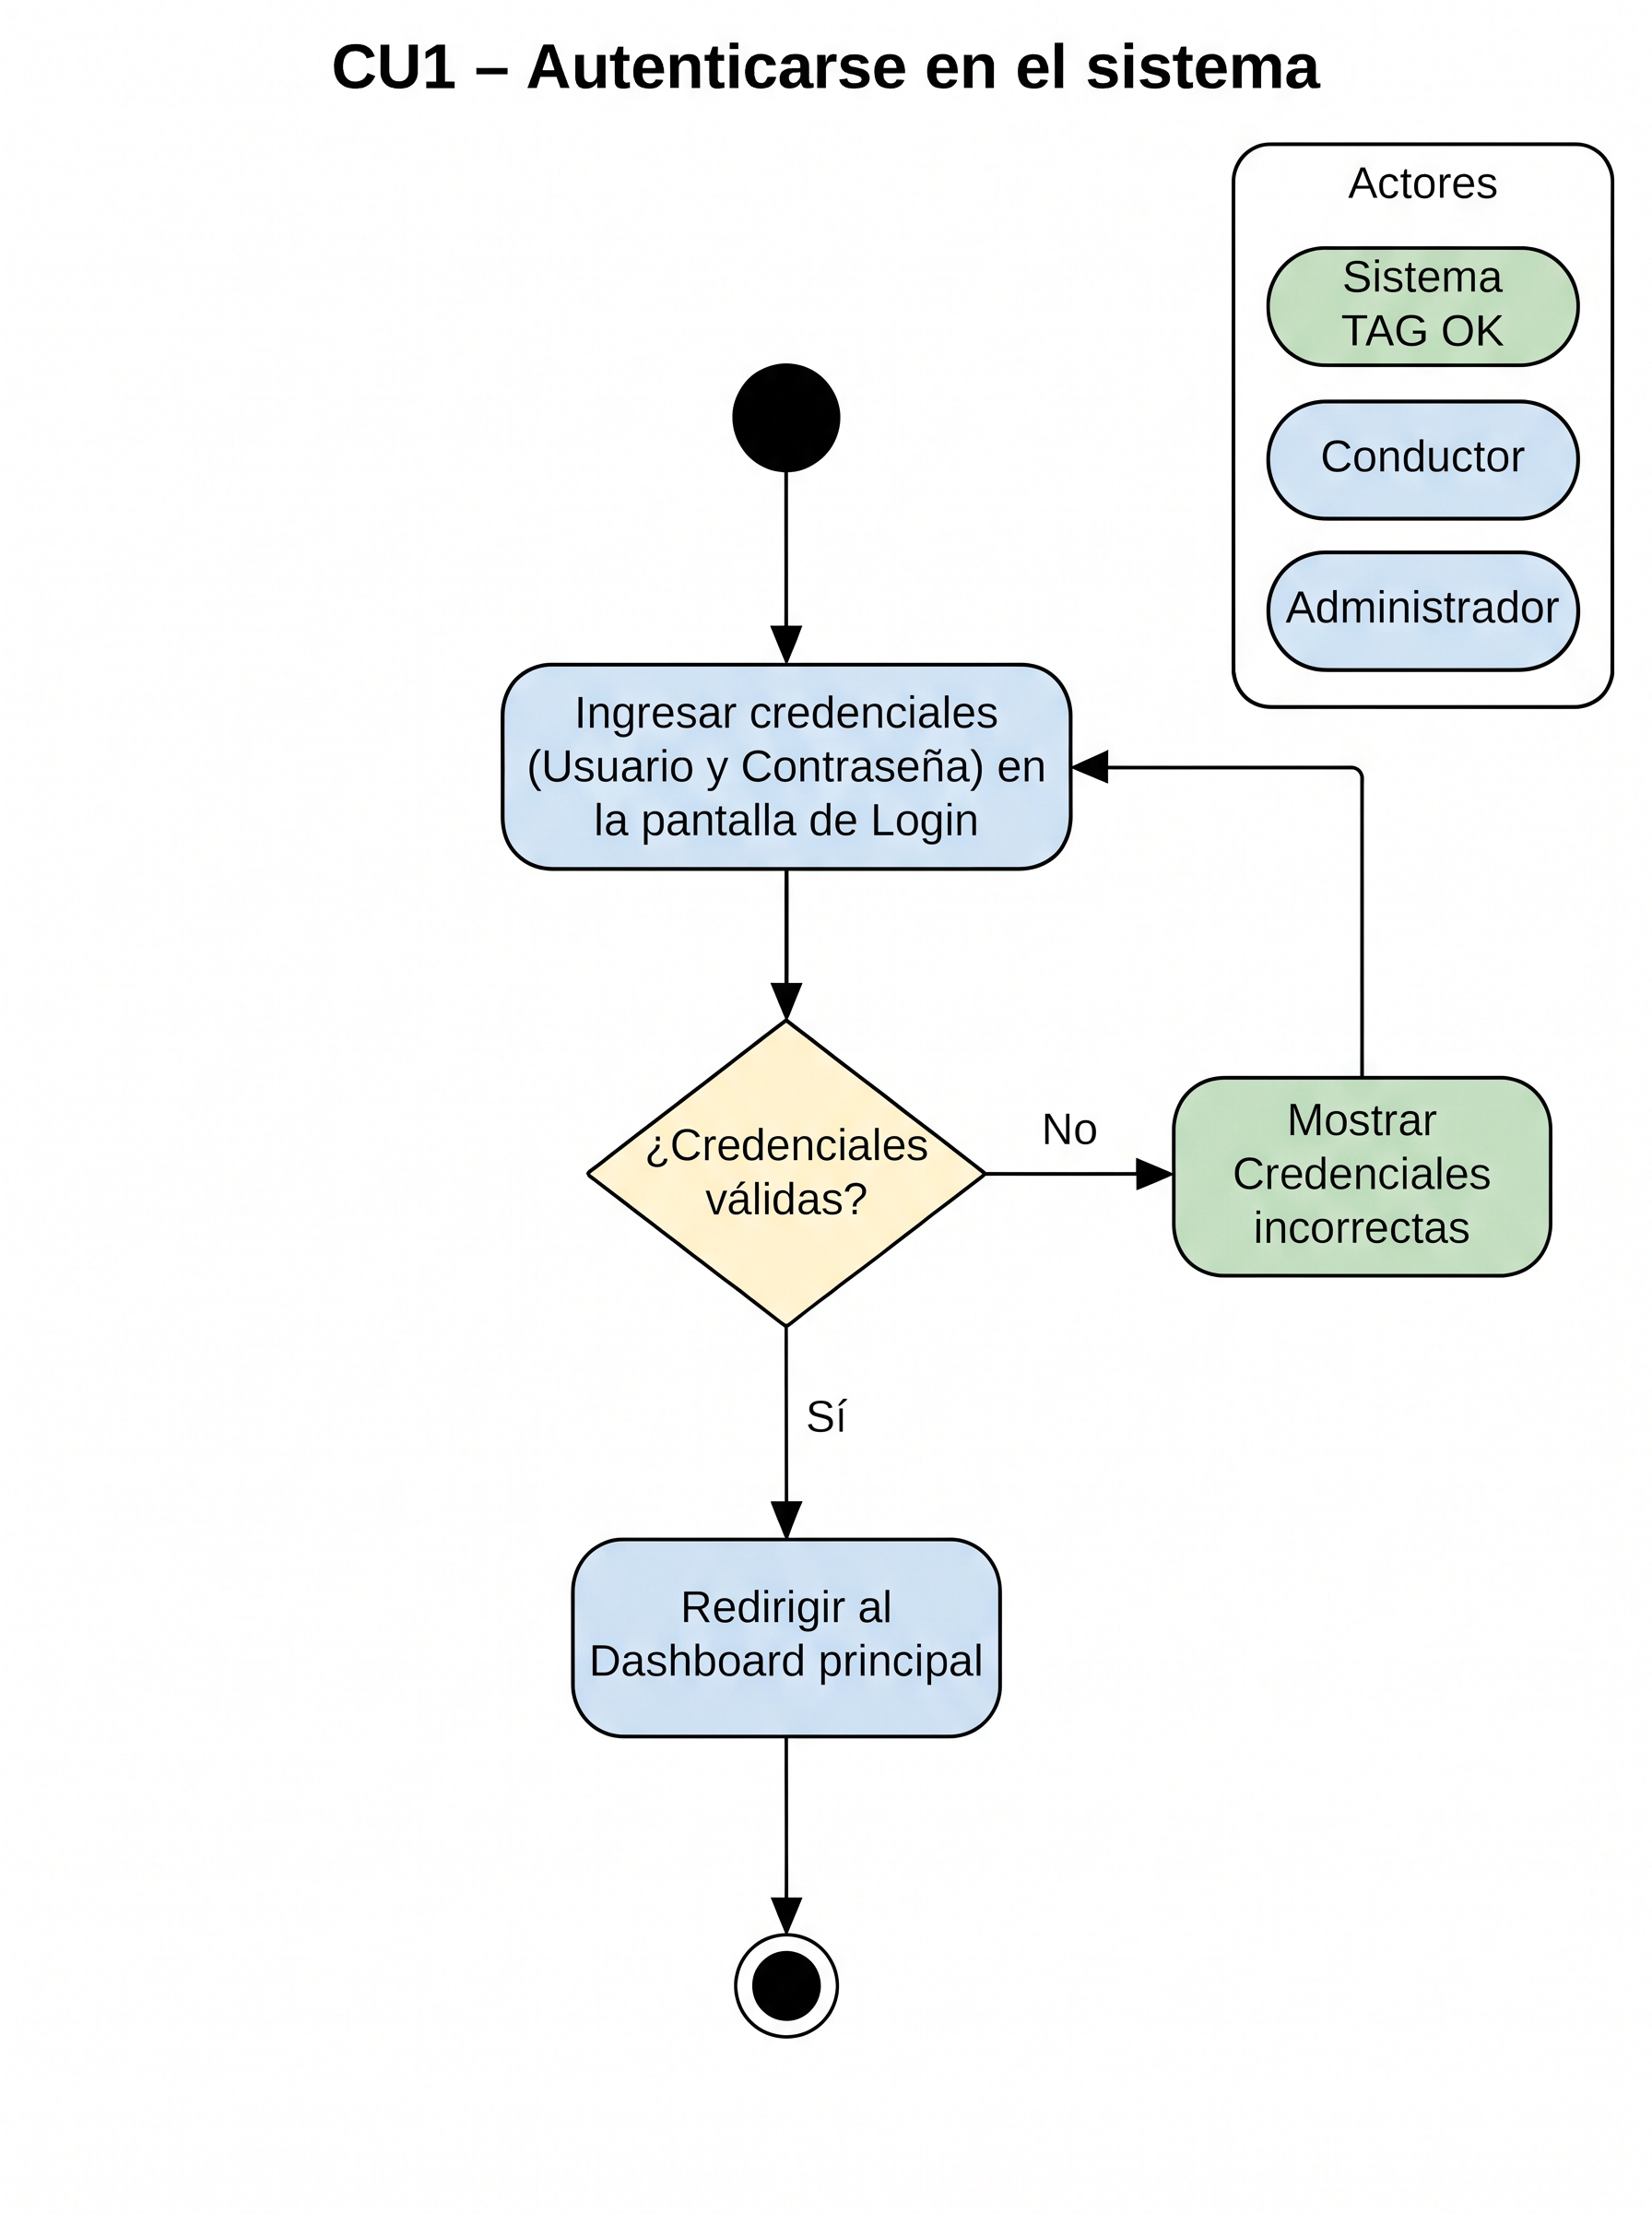 CU1 – Autenticarse en el sistema
Actores
Sistema
TAG OK
Conductor
Administrador
Ingresar credenciales
(Usuario y Contraseña) en
la pantalla de Login
¿Credenciales
válidas?
No
Mostrar
Credenciales
incorrectas
Sí
Redirigir al
Dashboard principal